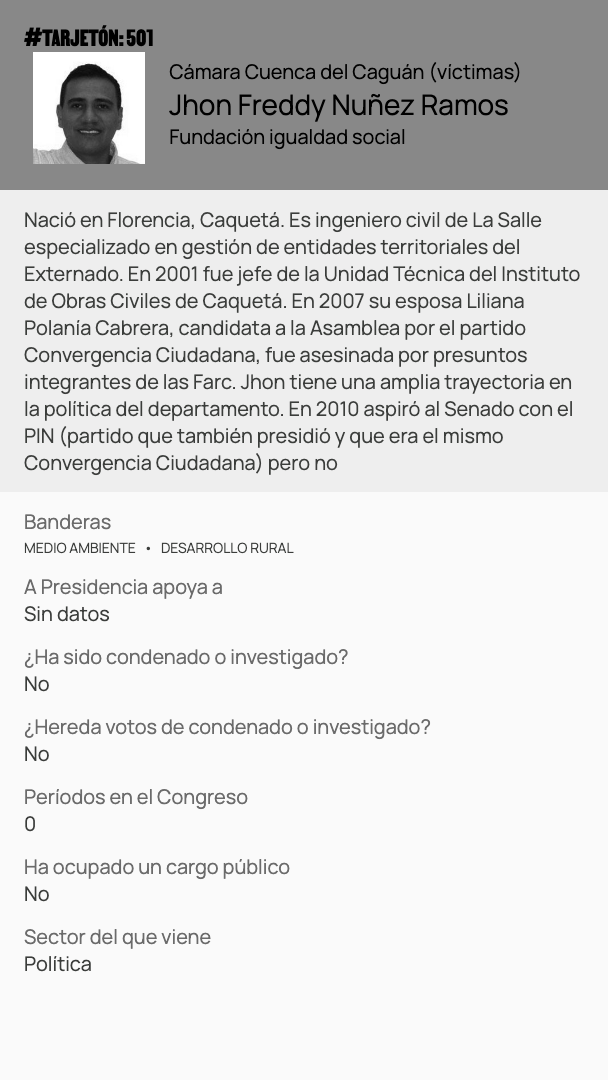 #TARJETÓN: 501
Cámara Cuenca del Caguán (víctimas)
Jhon Freddy Nuñez Ramos
Fundación igualdad social
Nació en Florencia, Caquetá. Es ingeniero civil de La Salle
especializado en gestión de entidades territoriales del
Externado. En 2001 fue jefe de la Unidad Técnica del Instituto
de Obras Civiles de Caquetá. En 2007 su esposa Liliana
Polanía Cabrera, candidata a la Asamblea por el partido
Convergencia Ciudadana, fue asesinada por presuntos
integrantes de las Farc. Jhon tiene una amplia trayectoria en
la política del departamento. En 2010 aspiró al Senado con el
PIN (partido que también presidió y que era el mismo
Convergencia Ciudadana) pero no
Banderas
MEDIO AMBIENTE • DESARROLLO RURAL
A Presidencia apoya a
Sin datos
¿Ha sido condenado o investigado?
No
¿Hereda votos de condenado o investigado?
No
Períodos en el Congreso
0
Ha ocupado un cargo público
No
Sector del que viene
Política